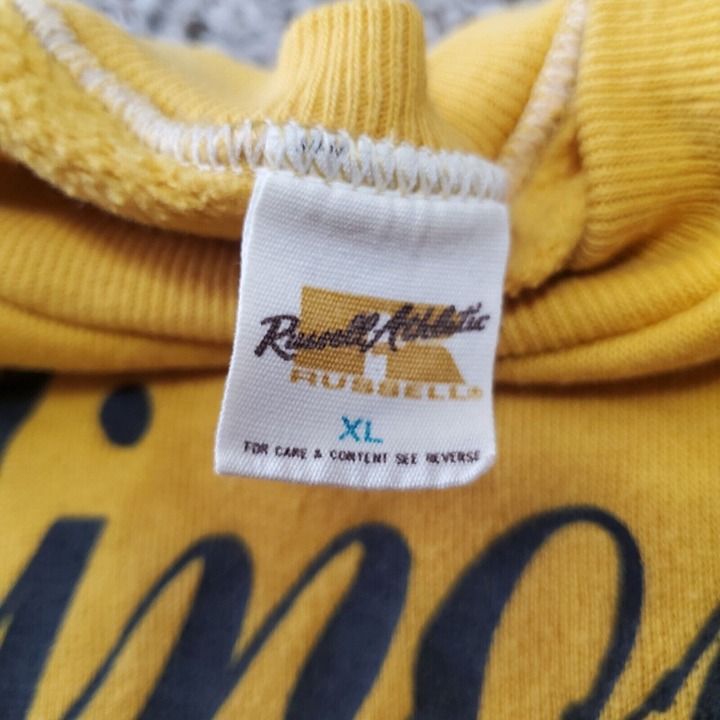 Russell Athletic
RUSSELL®
XL
FOR CARE & CONTENT SEE REVERSE